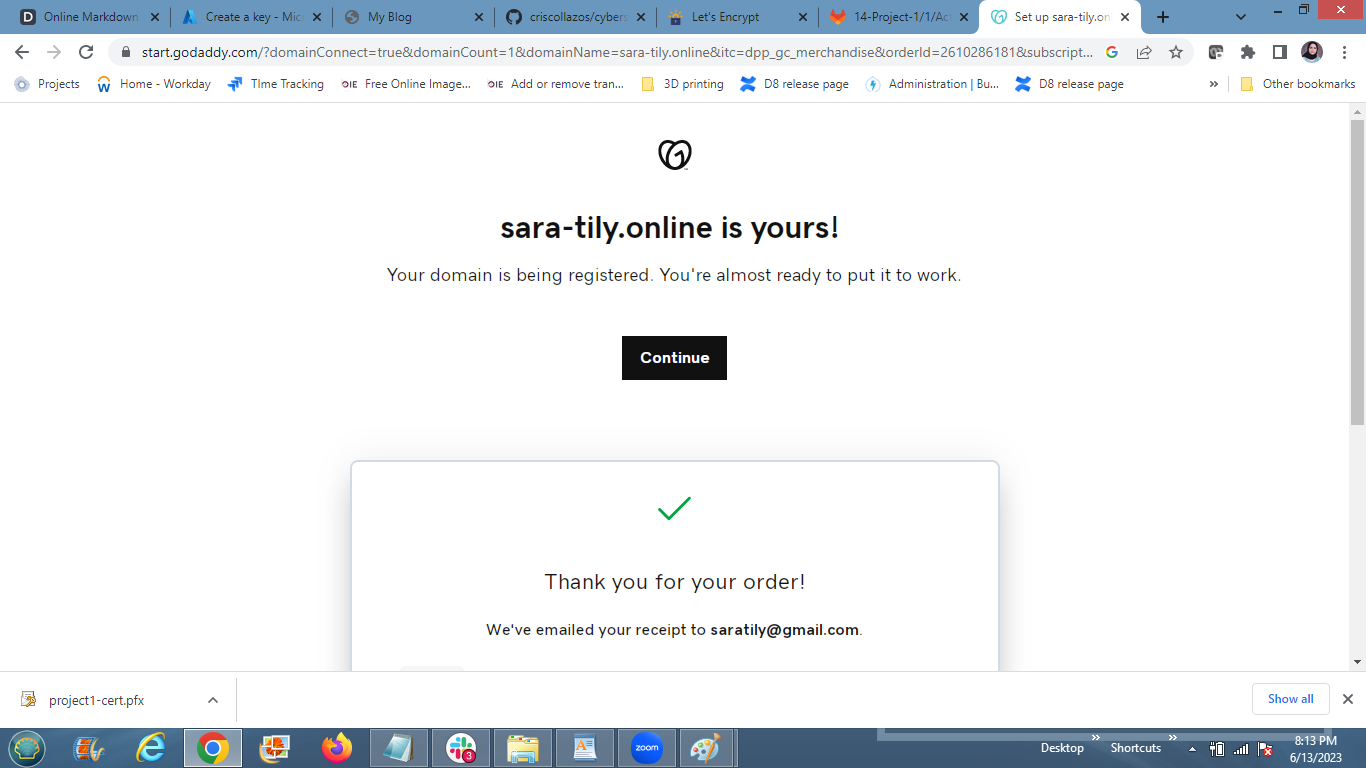 Online Markdown
Create a key - Mic
My Blog
criscollazos/cybers
Let's Encrypt
14-Project-1/1/Ac
Set up sara-tily.on
start.godaddy.com/?domainConnect=true&domainCount=1&domainName=sara-tily.online&itc=dpp_gc_merchandise&orderId=2610286181&subscript...
Projects
Home - Workday
TIme Tracking
OIE Free Online Image...
OIE Add or remove tran...
3D printing
D8 release page
Administration | Bu...
D8 release page
»
Other bookmarks
sara-tily.online is yours!
Your domain is being registered. You're almost ready to put it to work.
Continue
Thank you for your order!
We've emailed your receipt to saratily@gmail.com.
project1-cert.pfx
Show all
3
zoom
Desktop »
Shortcuts »
8:13 PM
6/13/2023